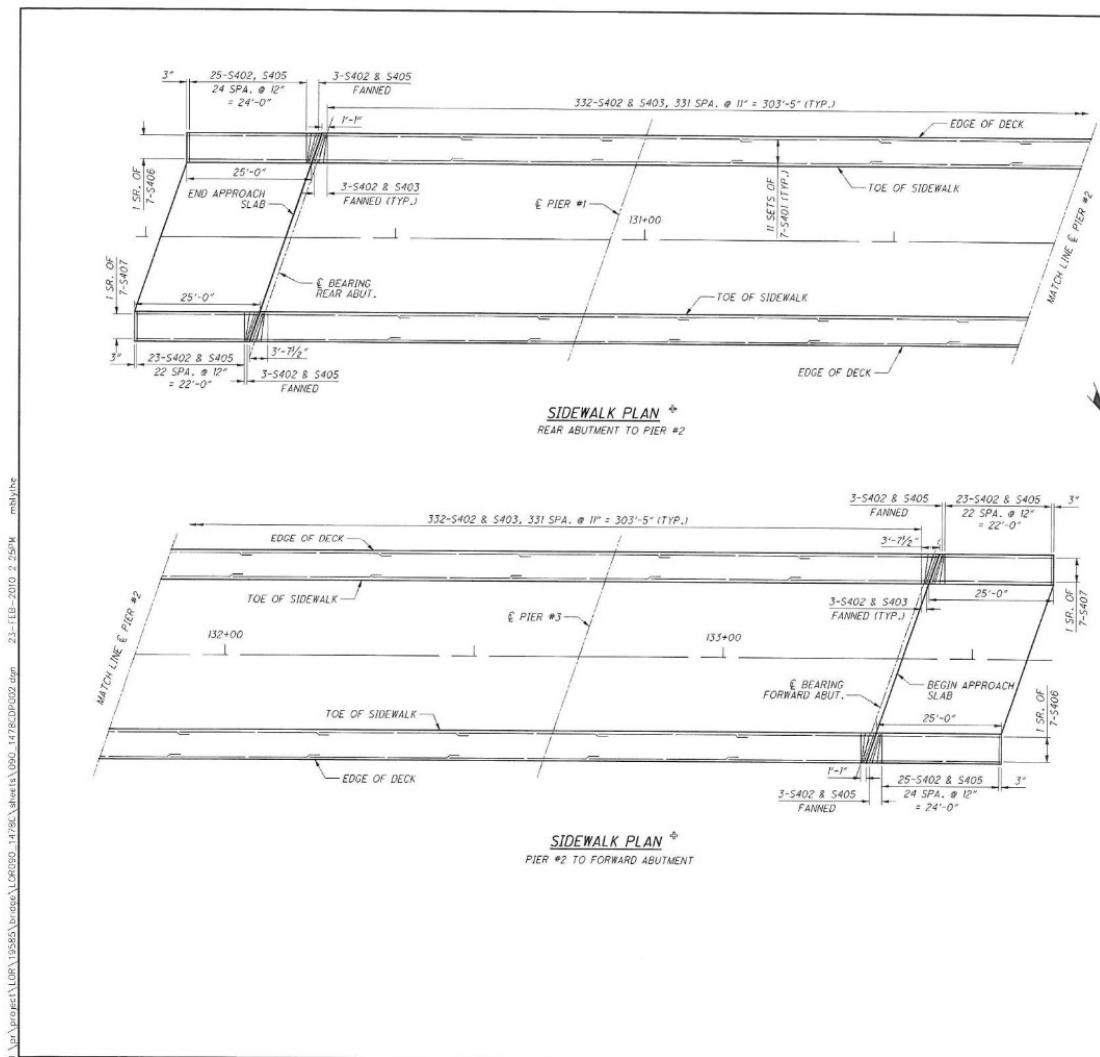 3"
25-S402, S405
24 SPA. @ 12"
= 24'-0"
3-S402 & S405
FANNED
332-S402 & S403, 331 SPA. @ 11" = 303'-5" (TYP.)
1'-1"
EDGE OF DECK
1 SR. OF
7-S406
25'-0"
END APPROACH
SLAB
3-S402 & S403
FANNED (TYP.)
℄ PIER #1
131+00
11 SETS OF
7-S401 (TYP.)
TOE OF SIDEWALK
MATCH LINE ℄ PIER #2
1 SR. OF
7-S407
25'-0"
℄ BEARING
REAR ABUT.
TOE OF SIDEWALK
3"
23-S402 & S405
22 SPA. @ 12"
= 22'-0"
3'-7½"
3-S402 & S405
FANNED
EDGE OF DECK
SIDEWALK PLAN
REAR ABUTMENT TO PIER #2
332-S402 & S403, 331 SPA. @ 11" = 303'-5" (TYP.)
3-S402 & S405
FANNED
23-S402 & S405
22 SPA. @ 12"
= 22'-0"
3"
3'-7½"
EDGE OF DECK
TOE OF SIDEWALK
℄ PIER #3
3-S402 & S403
FANNED (TYP.)
25'-0"
1 SR. OF
7-S407
MATCH LINE ℄ PIER #2
132+00
133+00
℄ BEARING
FORWARD ABUT.
BEGIN APPROACH
SLAB
TOE OF SIDEWALK
25'-0"
1 SR. OF
7-S406
EDGE OF DECK
1'-1"
3-S402 & S405
FANNED
25-S402 & S405
24 SPA. @ 12"
= 24'-0"
3"
SIDEWALK PLAN
PIER #2 TO FORWARD ABUTMENT
\pr\project\LOR\19585\bridge\LOR090_1478C\sheets\090_1478CDP002.dgn 23-FEB-2010 2:25PM mblythe